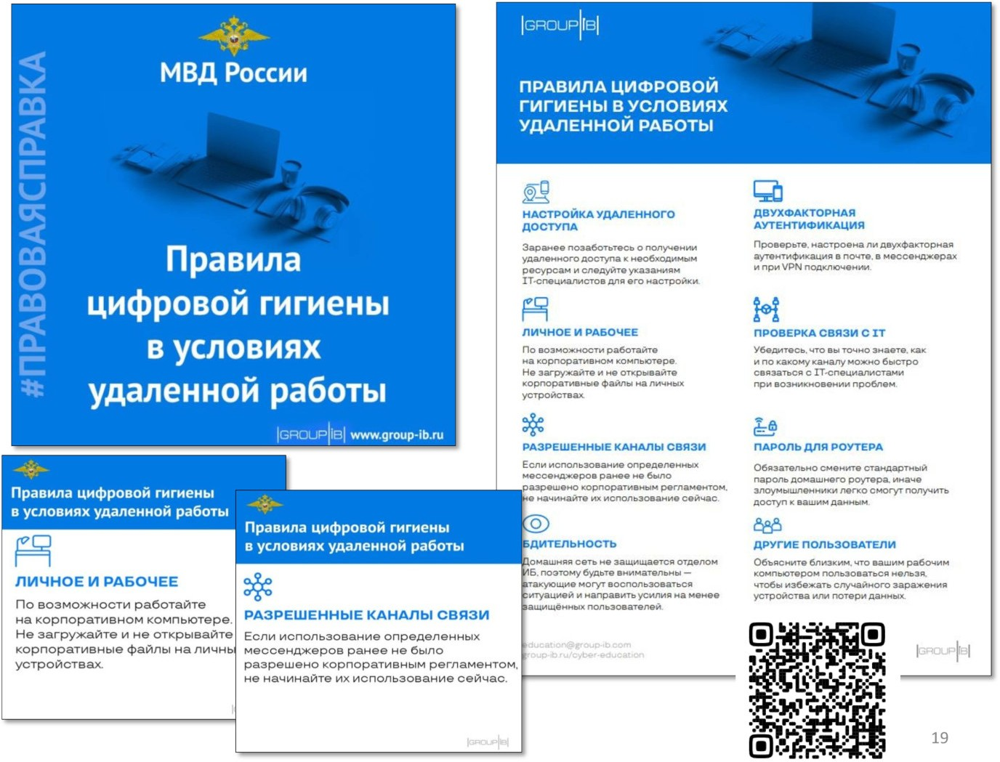 #ПРАВОВАЯСПРАВКА
МВД России
Правила
цифровой гигиены
в условиях
удаленной работы
|GROUP|iB| www.group-ib.ru
Правила цифровой гигиены
в условиях удаленной работы
ЛИЧНОЕ И РАБОЧЕЕ
По возможности работайте
на корпоративном компьютере.
Не загружайте и не открывайте
корпоративные файлы на личны
устройствах.
Правила цифровой гигиены
в условиях удаленной работы
РАЗРЕШЕННЫЕ КАНАЛЫ СВЯЗИ
Если использование определенных
мессенджеров ранее не было
разрешено корпоративным регламентом,
не начинайте их использование сейчас.
|GROUP|iB|
|GROUP|iB|
ПРАВИЛА ЦИФРОВОЙ
ГИГИЕНЫ В УСЛОВИЯХ
УДАЛЕННОЙ РАБОТЫ
НАСТРОЙКА УДАЛЕННОГО
ДОСТУПА
Заранее позаботьтесь о получении
удаленного доступа к необходимым
ресурсам и следуйте указаниям
IT-специалистов для его настройки.
ДВУХФАКТОРНАЯ
АУТЕНТИФИКАЦИЯ
Проверьте, настроена ли двухфакторная
аутентификация в почте, в мессенджерах
и при VPN подключении.
ЛИЧНОЕ И РАБОЧЕЕ
По возможности работайте
на корпоративном компьютере.
Не загружайте и не открывайте
корпоративные файлы на личных
устройствах.
ПРОВЕРКА СВЯЗИ С IT
Убедитесь, что вы точно знаете, как
и по какому каналу можно быстро
связаться с IT-специалистами
при возникновении проблем.
РАЗРЕШЕННЫЕ КАНАЛЫ СВЯЗИ
Если использование определенных
мессенджеров ранее не было
разрешено корпоративным регламентом,
не начинайте их использование сейчас.
ПАРОЛЬ ДЛЯ РОУТЕРА
Обязательно смените стандартный
пароль домашнего роутера, иначе
злоумышленники легко смогут получить
доступ к вашим данным.
БДИТЕЛЬНОСТЬ
Домашняя сеть не защищается отделом
ИБ, поэтому будьте внимательны —
атакующие могут воспользоваться
ситуацией и направить усилия на менее
защищённых пользователей.
ДРУГИЕ ПОЛЬЗОВАТЕЛИ
Объясните близким, что вашим рабочим
компьютером пользоваться нельзя,
чтобы избежать случайного заражения
устройства или потери данных.
education@group-ib.com
group-ib.ru/cyber-education
|GROUP|iB|
19